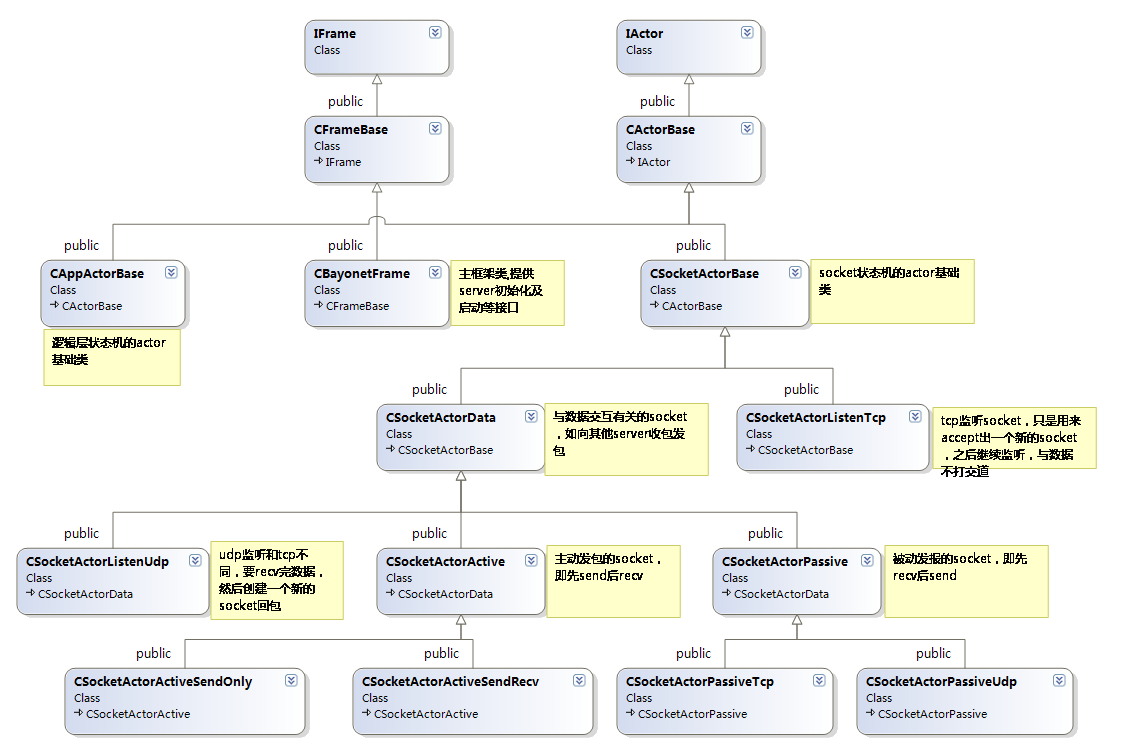 IFrame
Class
IActor
Class
public
public
CFrameBase
Class
IFrame
CActorBase
Class
IActor
public
public
public
CAppActorBase
Class
CActorBase
逻辑层状态机的actor
基础类
CBayonetFrame
Class
CFrameBase
主框架类,提供
server初始化及
启动等接口
CSocketActorBase
Class
CActorBase
socket状态机的actor基础
类
public
public
CSocketActorData
Class
CSocketActorBase
与数据交互有关的socket
，如向其他server收包发
包
CSocketActorListenTcp
Class
CSocketActorBase
tcp监听socket，只是用来
accept出一个新的socket
，之后继续监听，与数据
不打交道
public
public
public
CSocketActorListenUdp
Class
CSocketActorData
udp监听和tcp不
同，要recv完数据，
然后创建一个新的
socket回包
CSocketActorActive
Class
CSocketActorData
主动发包的socket，
即先send后recv
CSocketActorPassive
Class
CSocketActorData
被动发报的socket，即先
recv后send
public
public
public
public
CSocketActorActiveSendOnly
Class
CSocketActorActive
CSocketActorActiveSendRecv
Class
CSocketActorActive
CSocketActorPassiveTcp
Class
CSocketActorPassive
CSocketActorPassiveUdp
Class
CSocketActorPassive